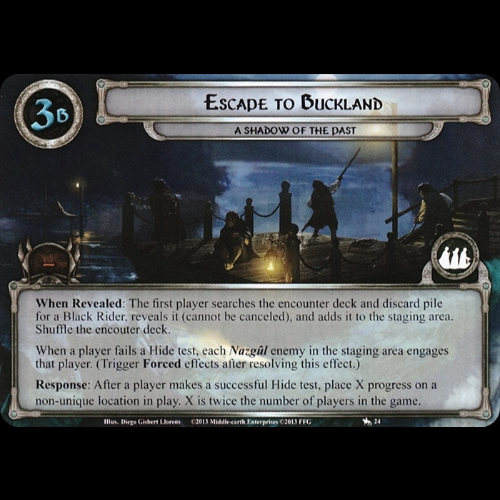 3B
ESCAPE TO BUCKLAND
A SHADOW OF THE PAST
When Revealed: The first player searches the encounter deck and discard pile
for a Black Rider, reveals it (cannot be canceled), and adds it to the staging area.
Shuffle the encouter deck.
When a player fails a Hide test, each Nazgûl enemy in the staging area engages
that player. (Trigger Forced effects after resolving this effect.)
Response: After a player makes a successful Hide test, place X progress on a
non-unique location in play. X is twice the number of players in the game.
Illus. Diego Gisbert Llorens ©2013 Middle-earth Enterprises ©2013 FFG 24